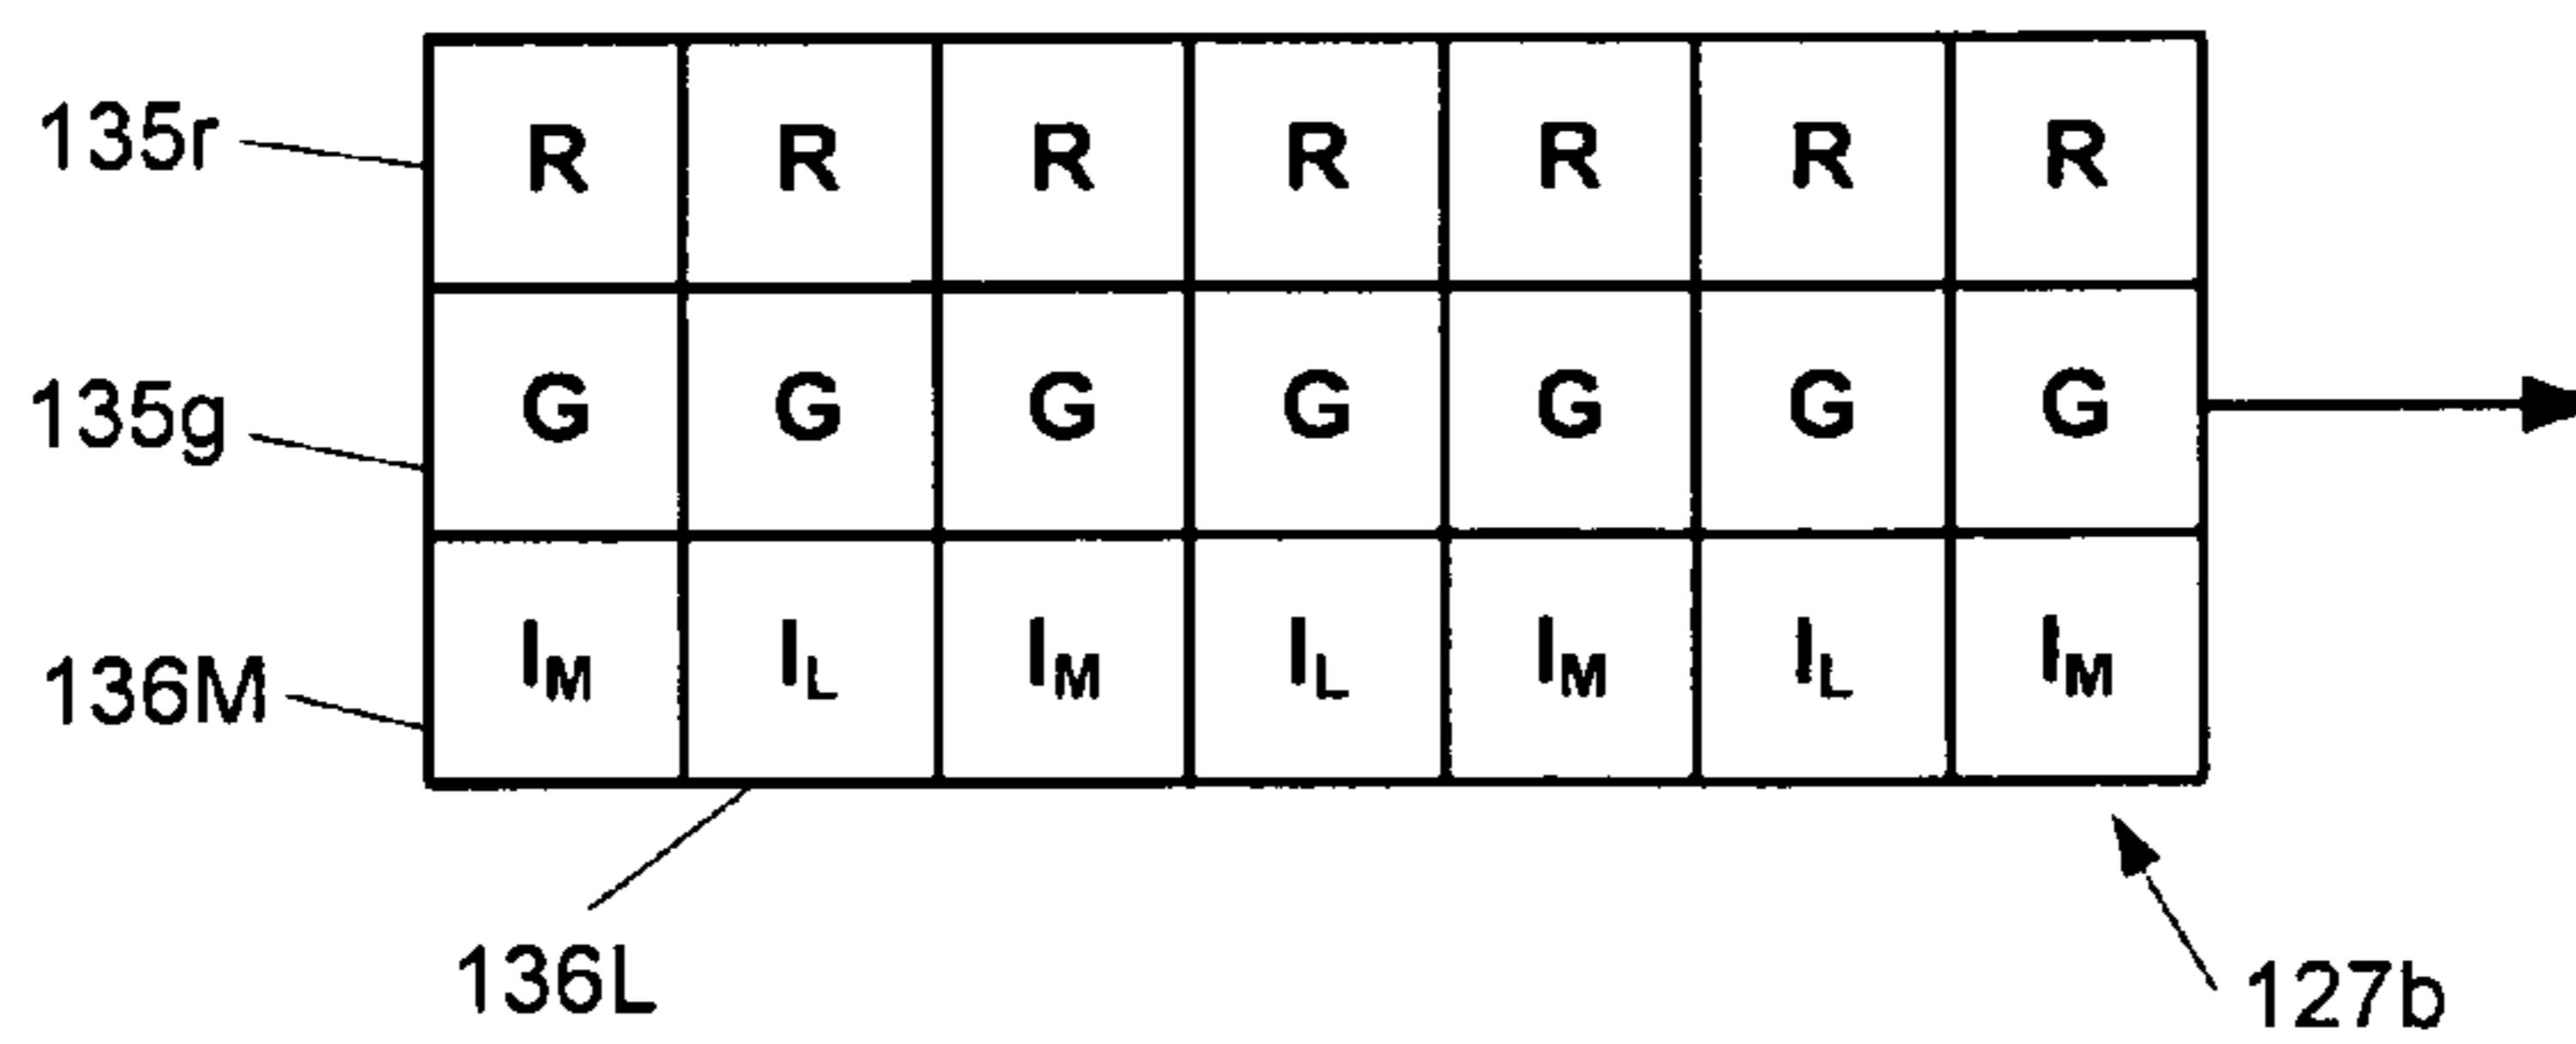 135r R R R R R R R
135g G G G G G G G
136M I_M I_L I_M I_L I_M I_L I_M
136L
127b